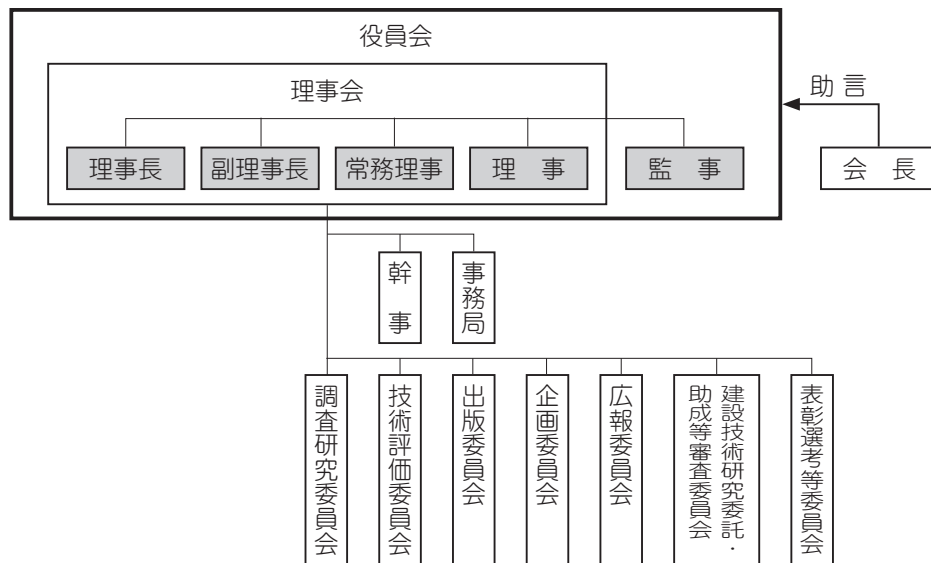 役員会
理事会
助言
理事長
副理事長
常務理事
理　事
監　事
会　長
幹　事
事務局
調査研究委員会
技術評価委員会
出版委員会
企画委員会
広報委員会
建設技術研究委託・
助成等審査委員会
表彰選考等委員会